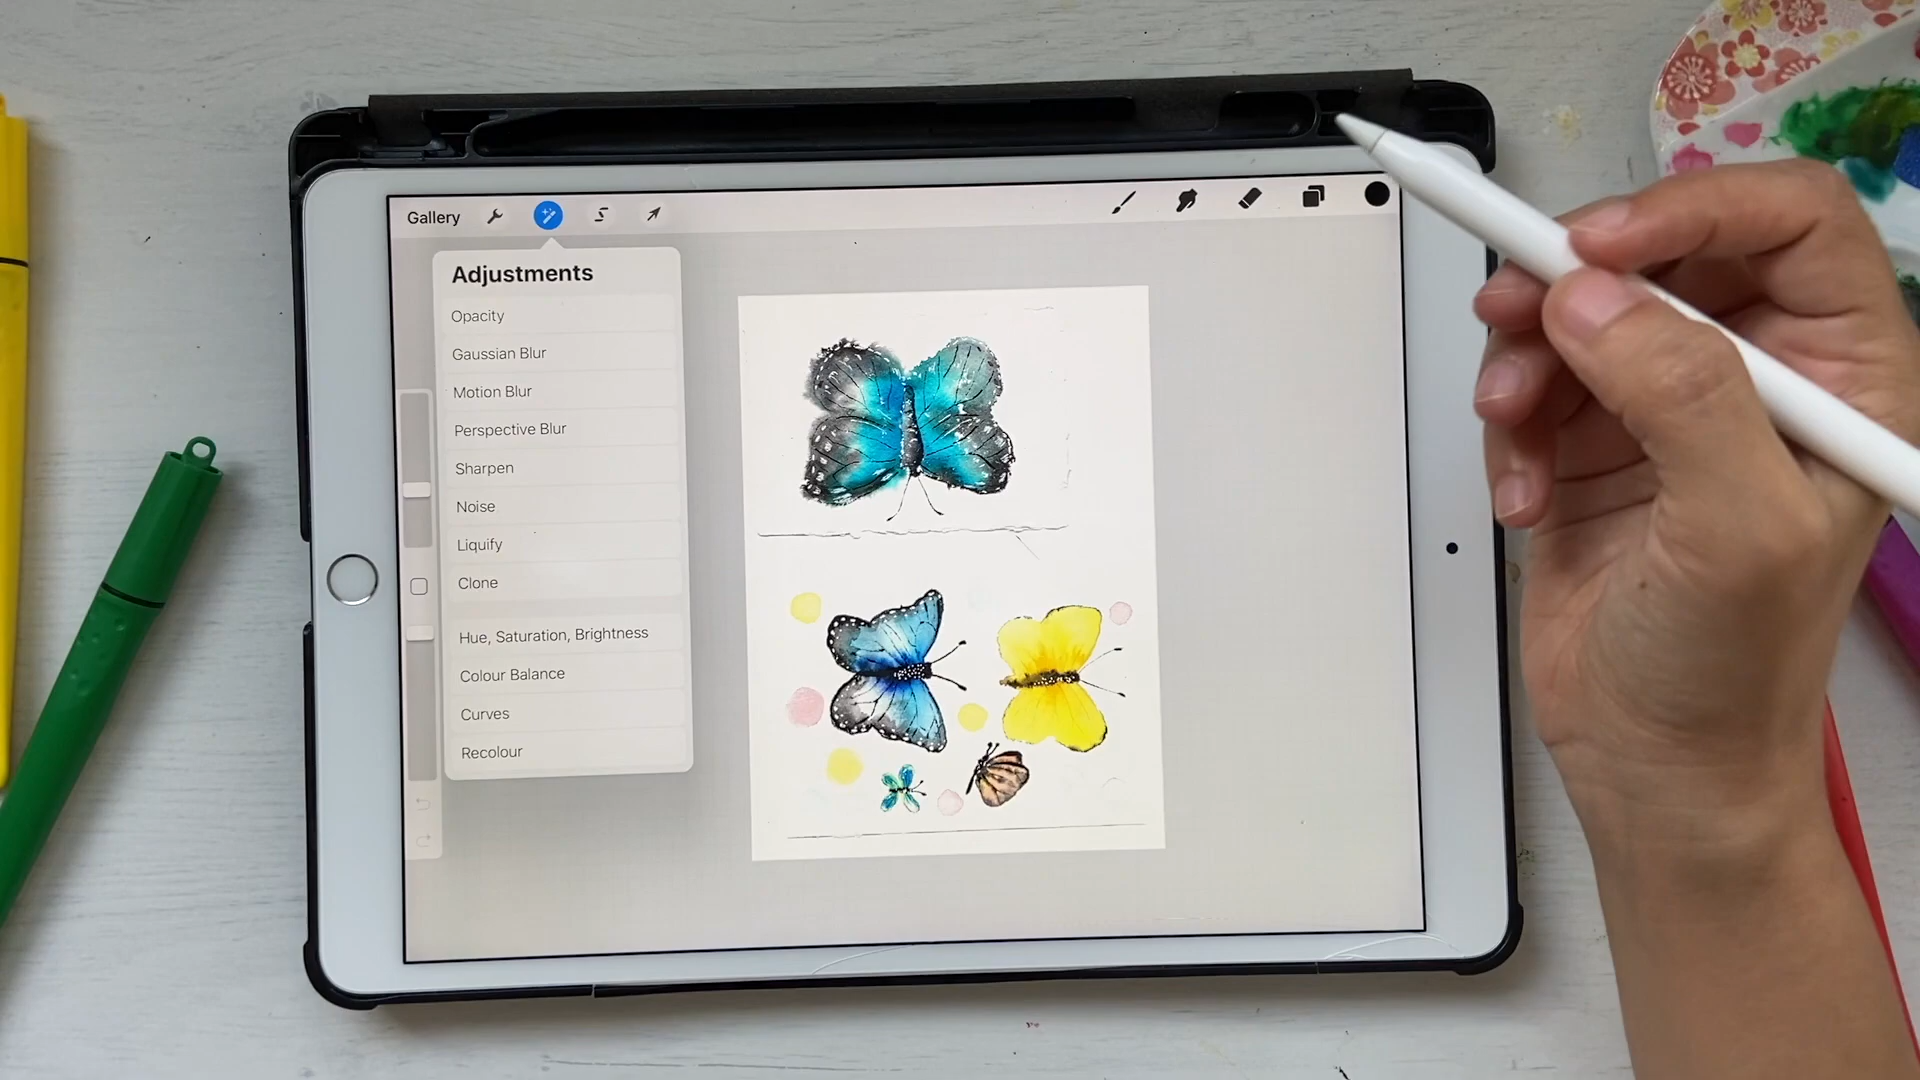 Gallery
Adjustments
Opacity
Gaussian Blur
Motion Blur
Perspective Blur
Sharpen
Noise
Liquify
Clone
Hue, Saturation, Brightness
Colour Balance
Curves
Recolour